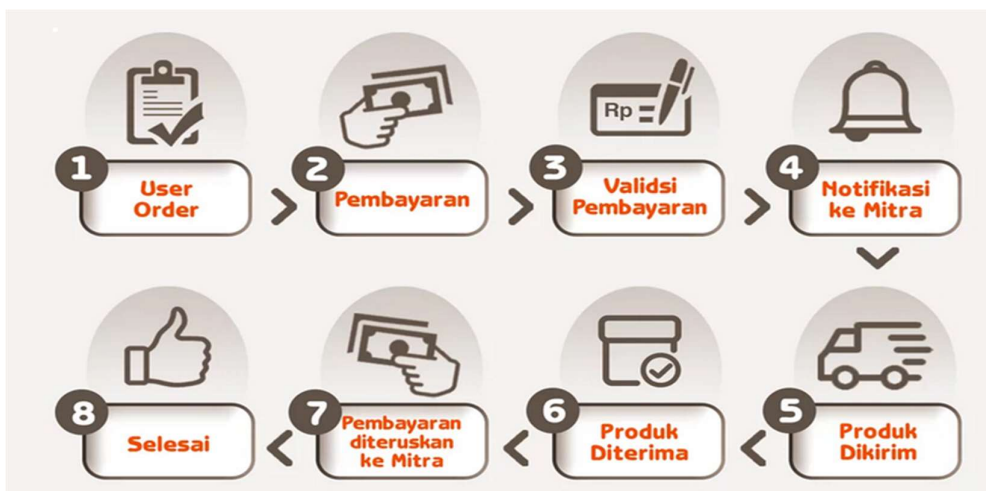 1
User
Order
2
Pembayaran
3
Rp
Validsi
Pembayaran
4
Notifikasi
ke Mitra
5
Produk
Dikirim
6
Produk
Diterima
7
Pembayaran
diteruskan
ke Mitra
8
Selesai